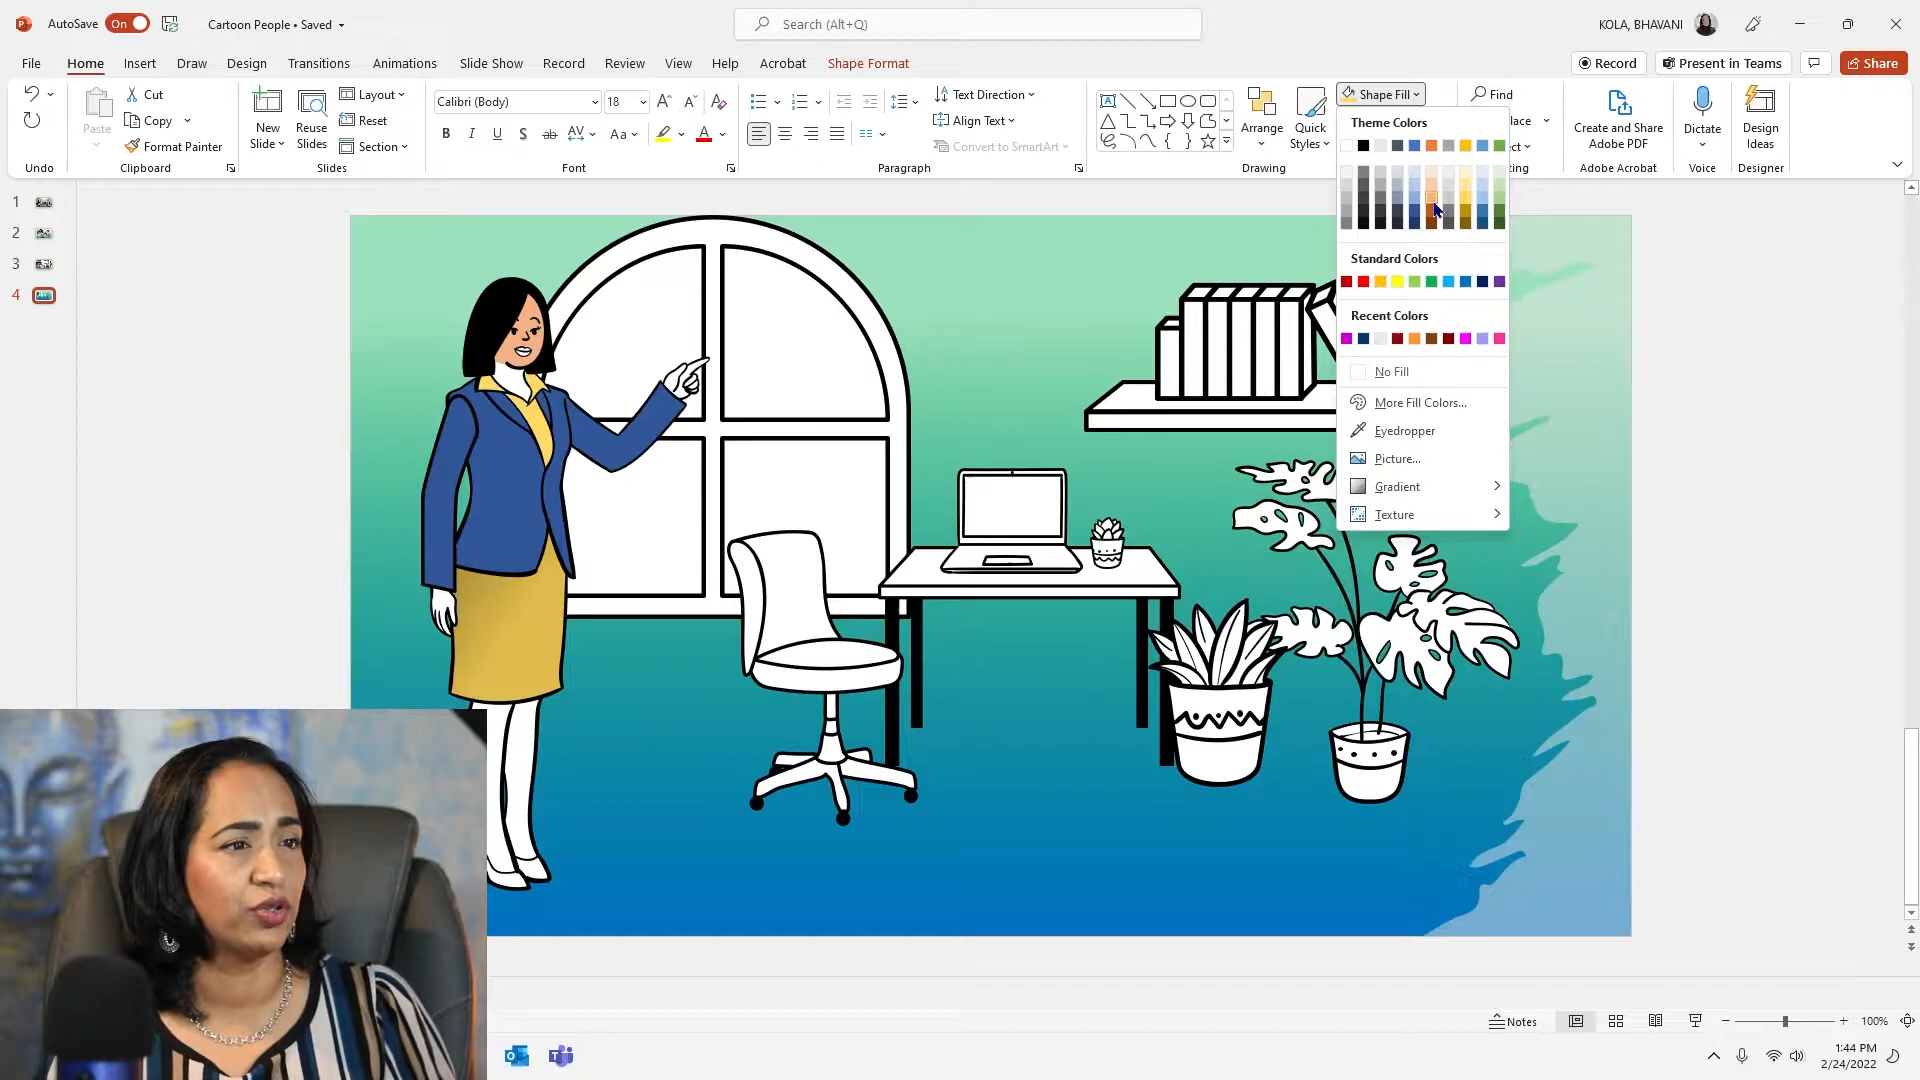 AutoSave On Cartoon People • Saved Search (Alt+Q) KOLA, BHAVANI
File Home Insert Draw Design Transitions Animations Slide Show Record Review View Help Acrobat Shape Format Record Present in Teams Share
Cut
Copy
Format Painter
Paste
New Slide
Reuse Slides
Layout
Reset
Section
Calibri (Body) 18
B I U S ab AV Aa A
Text Direction
Align Text
Convert to SmartArt
Arrange
Quick Styles
Shape Fill
Find
Create and Share Adobe PDF
Dictate
Design Ideas
Undo Clipboard Slides Font Paragraph Drawing Adobe Acrobat Voice Designer
Theme Colors
Standard Colors
Recent Colors
No Fill
More Fill Colors...
Eyedropper
Picture...
Gradient
Texture
1
2
3
4
Notes 100%
1:44 PM
2/24/2022